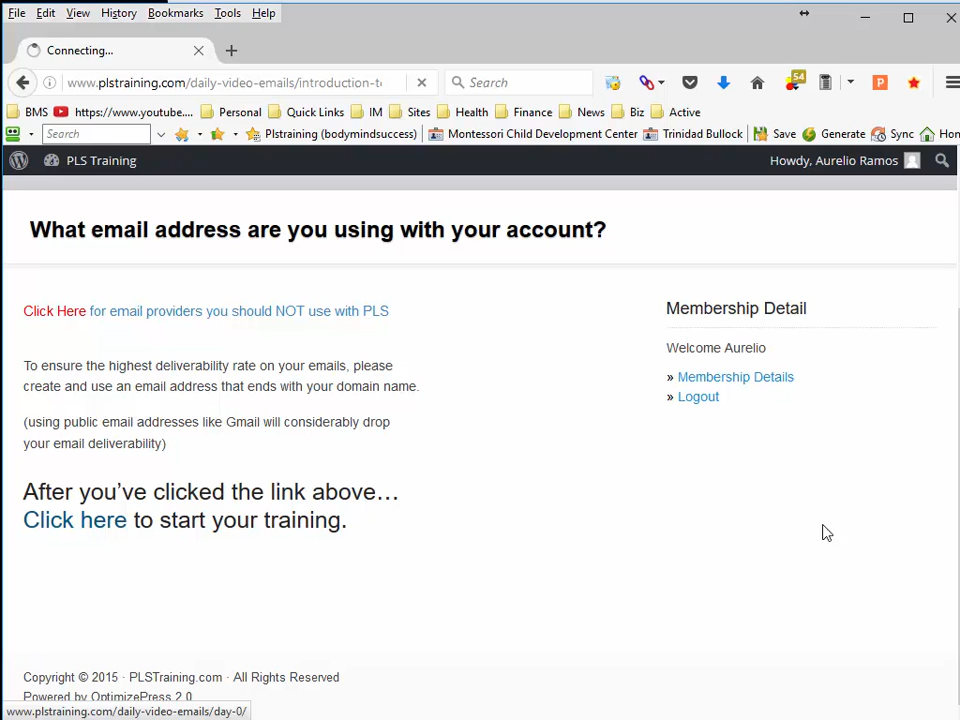 File Edit View History Bookmarks Tools Help
Connecting...
www.plstraining.com/daily-video-emails/introduction-t
Search
54
P
BMS https://www.youtube.... Personal Quick Links IM Sites Health Finance News Biz Active
Search Plstraining (bodymindsuccess) Montessori Child Development Center Trinidad Bullock Save Generate Sync Hon
PLS Training Howdy, Aurelio Ramos
What email address are you using with your account?
Click Here for email providers you should NOT use with PLS
To ensure the highest deliverability rate on your emails, please
create and use an email address that ends with your domain name.
(using public email addresses like Gmail will considerably drop
your email deliverability)
After you've clicked the link above...
Click here to start your training.
Membership Detail
Welcome Aurelio
» Membership Details
» Logout
Copyright © 2015 · PLSTraining.com · All Rights Reserved
Powered by OptimizePress 2.0
www.plstraining.com/daily-video-emails/day-0/